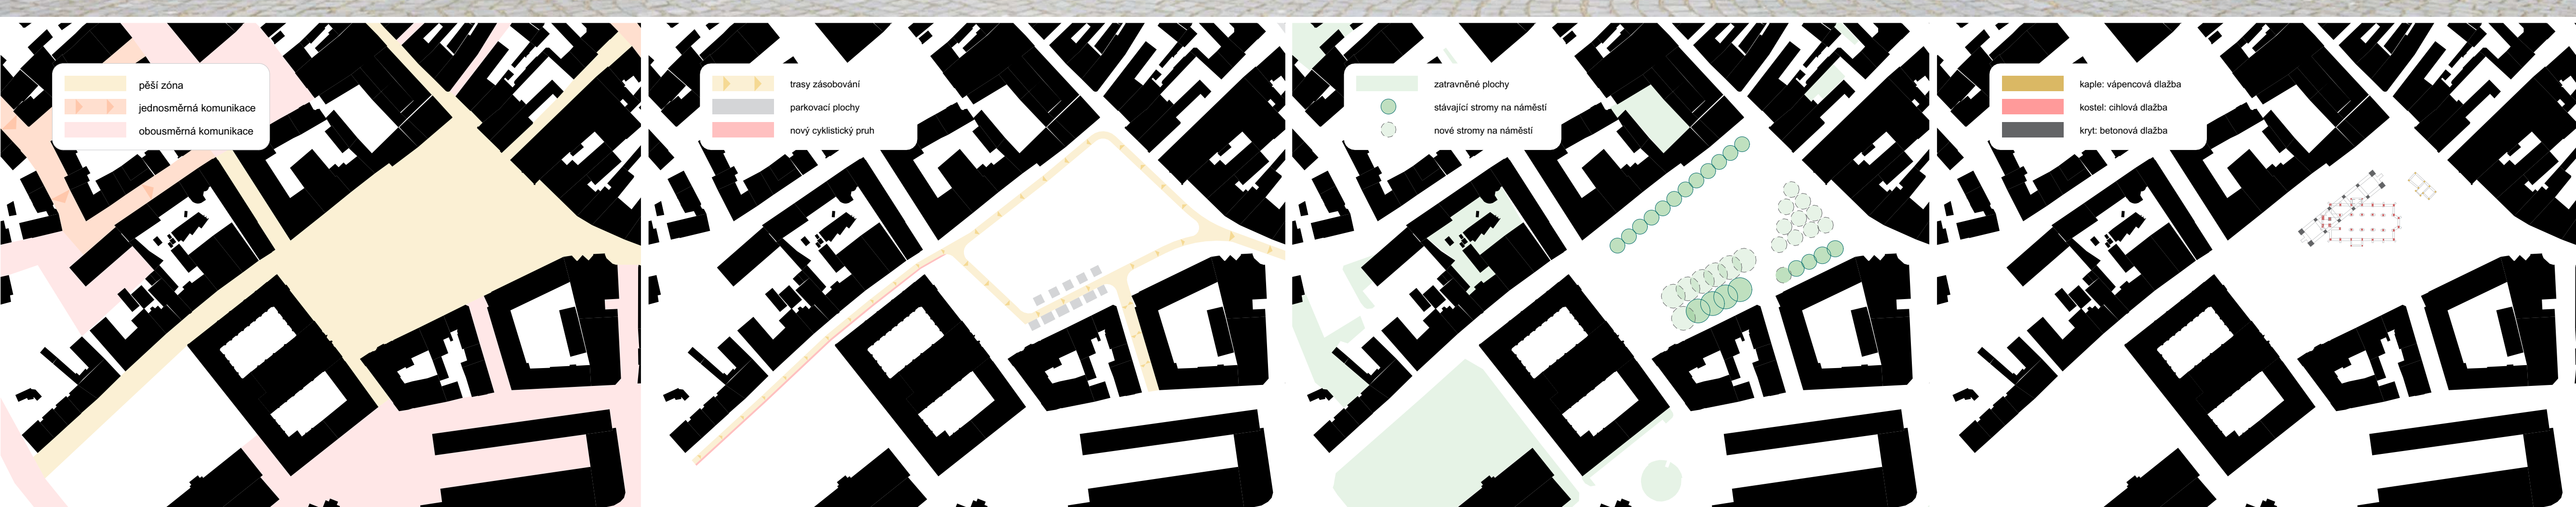 pěší zóna
jednosměrná komunikace
obousměrná komunikace
trasy zásobování
parkovací plochy
nový cyklistický pruh
zatravněné plochy
stávající stromy na náměstí
nové stromy na náměstí
kaple: vápencová dlažba
kostel: cihlová dlažba
kryt: betonová dlažba